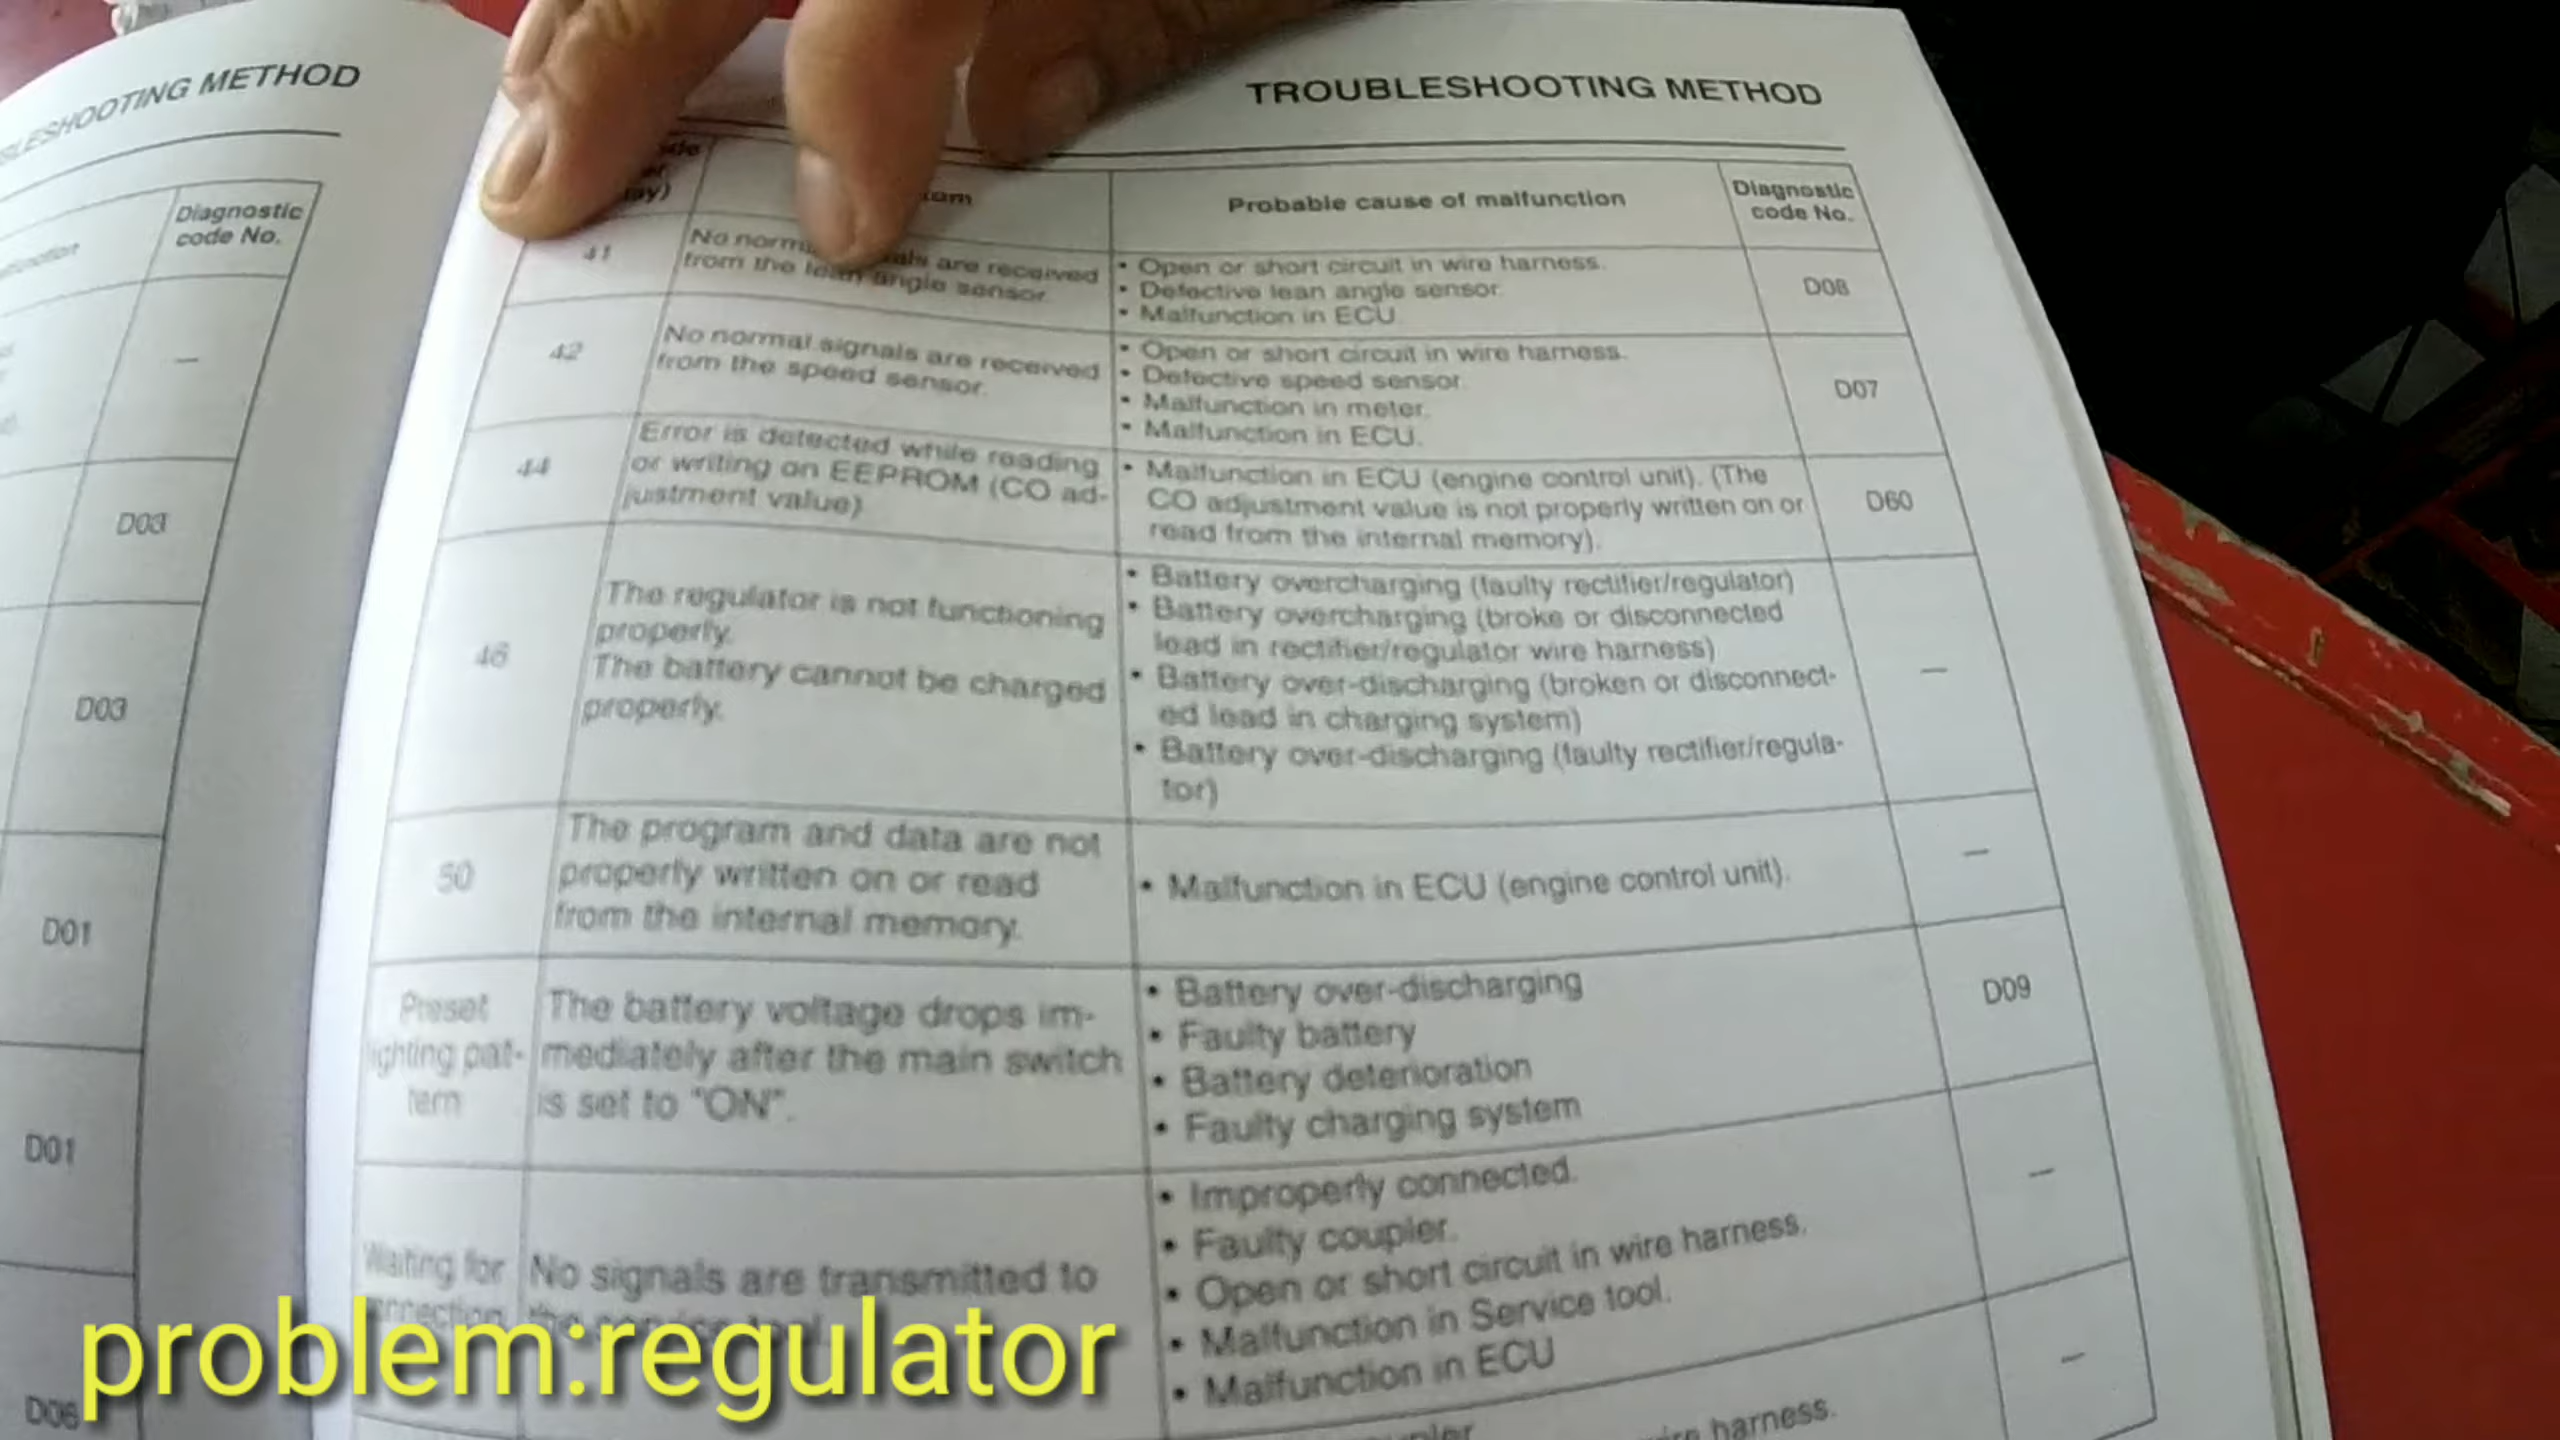 BLESHOOTING METHOD
Diagnostic
code No.
—
D03
D03
D01
D01
D06
TROUBLESHOOTING METHOD
Probable cause of malfunction
Diagnostic
code No.
41
from the lean angle sensor.
are received
• Open or short circuit in wire harness.
• Defective lean angle sensor.
• Malfunction in ECU.
D08
42
No normal signals are received
from the speed sensor.
• Open or short circuit in wire harness.
• Defective speed sensor.
• Malfunction in meter.
• Malfunction in ECU.
D07
44
Error is detected while reading
or writing on EEPROM (CO ad-
justment value)
• Malfunction in ECU (engine control unit). (The
CO adjustment value is not properly written on or
read from the internal memory).
D60
46
The regulator is not functioning
properly.
The battery cannot be charged
properly.
• Battery overcharging (faulty rectifier/regulator)
• Battery overcharging (broke or disconnected
lead in rectifier/regulator wire harness)
• Battery over-discharging (broken or disconnect-
ed lead in charging system)
• Battery over-discharging (faulty rectifier/regula-
tor)
—
50
The program and data are not
properly written on or read
from the internal memory.
• Malfunction in ECU (engine control unit).
—
Preset
lighting pat-
tern
The battery voltage drops im-
mediately after the main switch
is set to "ON".
• Battery over-discharging
• Faulty battery
• Battery deterioration
• Faulty charging system
D09
Waiting for
No signals are transmitted to
• Improperly connected.
• Faulty coupler.
• Open or short circuit in wire harness.
• Malfunction in Service tool.
• Malfunction in ECU
—
harness.
—
problem:regulator